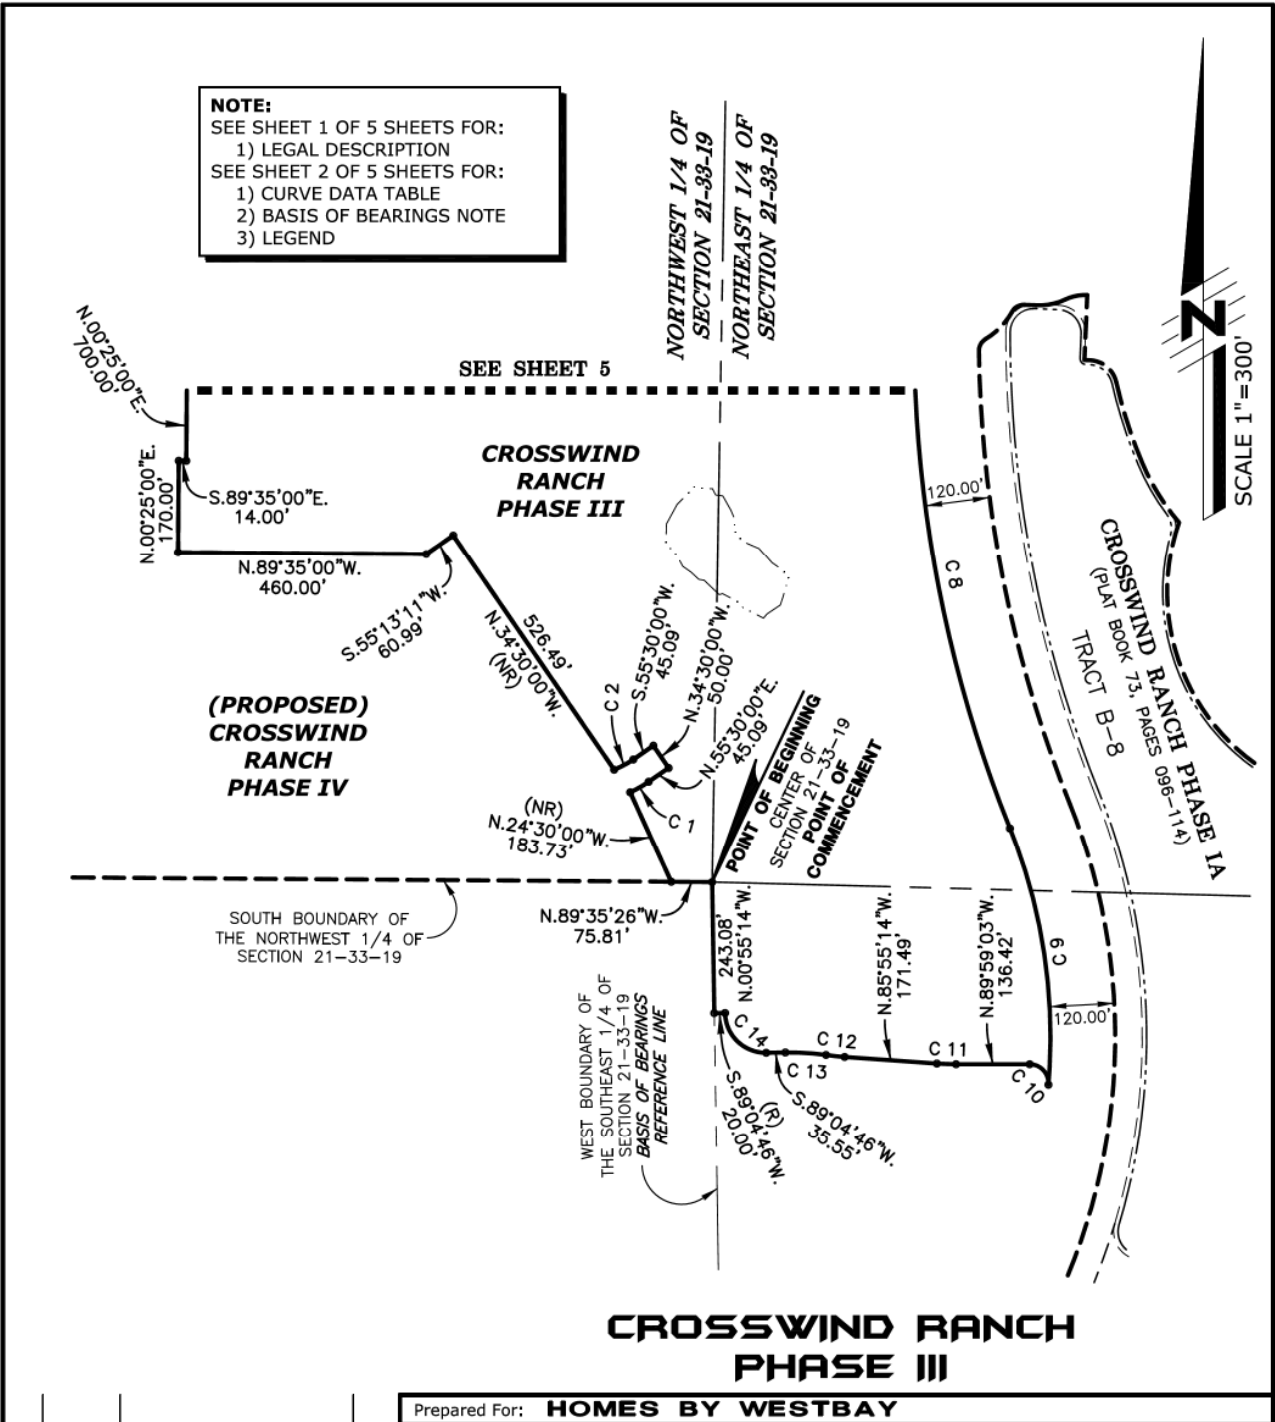 NOTE:
SEE SHEET 1 OF 5 SHEETS FOR:
1) LEGAL DESCRIPTION
SEE SHEET 2 OF 5 SHEETS FOR:
1) CURVE DATA TABLE
2) BASIS OF BEARINGS NOTE
3) LEGEND
NORTHWEST 1/4 OF
SECTION 21-33-19
NORTHEAST 1/4 OF
SECTION 21-33-19
N
SCALE 1"=300'
SEE SHEET 5
N.00°25'00"E.
700.00'
N.00°25'00"E.
170.00'
S.89°35'00"E.
14.00'
N.89°35'00"W.
460.00'
S.55°13'11"W.
60.99'
CROSSWIND
RANCH
PHASE III
526.49'
N.34°30'00"W.
(NR)
C 2
S.55°30'00"W.
45.09'
N.34°30'00"W.
50.00'
N.55°30'00"E.
45.09'
C 1
(NR)
N.24°30'00"W.
183.73'
(PROPOSED)
CROSSWIND
RANCH
PHASE IV
POINT OF BEGINNING
CENTER OF
SECTION 21-33-19
POINT OF
COMMENCEMENT
120.00'
C 8
CROSSWIND RANCH PHASE IA
(PLAT BOOK 73, PAGES 096-114)
TRACT B-8
SOUTH BOUNDARY OF
THE NORTHWEST 1/4 OF
SECTION 21-33-19
N.89°35'26"W.
75.81'
243.08'
N.00°55'14"W.
N.85°55'14"W.
171.49'
N.89°59'03"W.
136.42'
C 9
120.00'
WEST BOUNDARY OF
THE SOUTHEAST 1/4 OF
SECTION 21-33-19
BASIS OF BEARINGS
REFERENCE LINE
C 14
C 13
C 12
C 11
C 10
S.89°04'46"W.
(R)
20.00'
S.89°04'46"W.
35.55'
CROSSWIND RANCH
PHASE III
Prepared For: HOMES BY WESTBAY